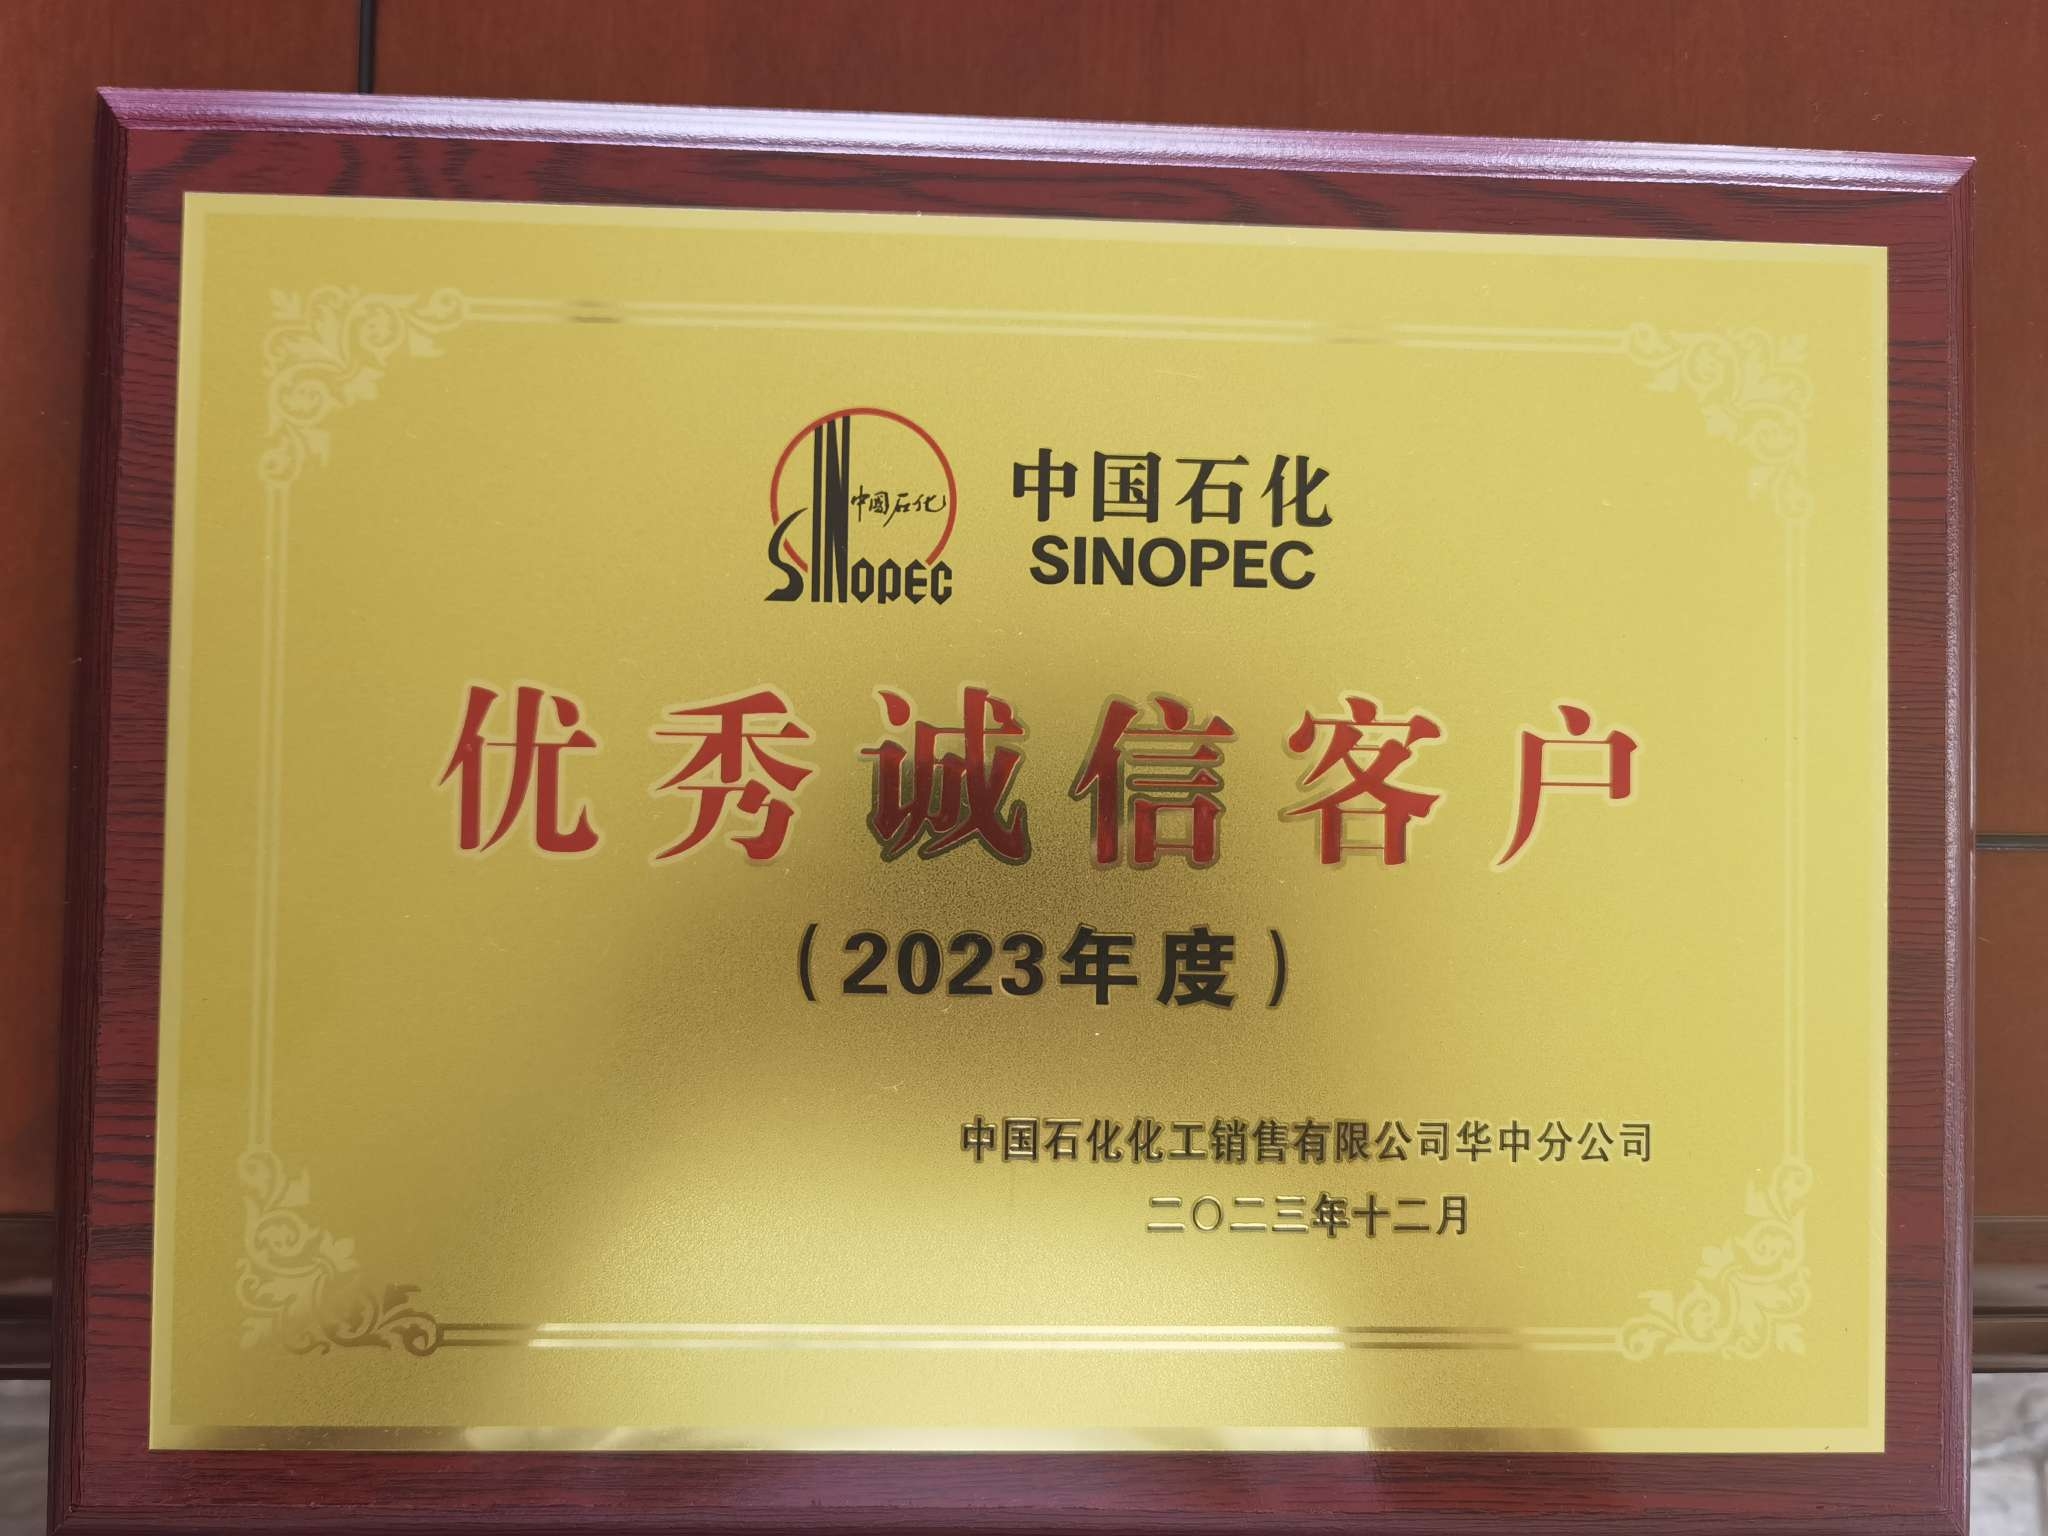 中国石化
SINOPEC
中国石化
SINOPEC
优秀诚信客户
(2023年度)
中国石化化工销售有限公司华中分公司
二〇二三年十二月